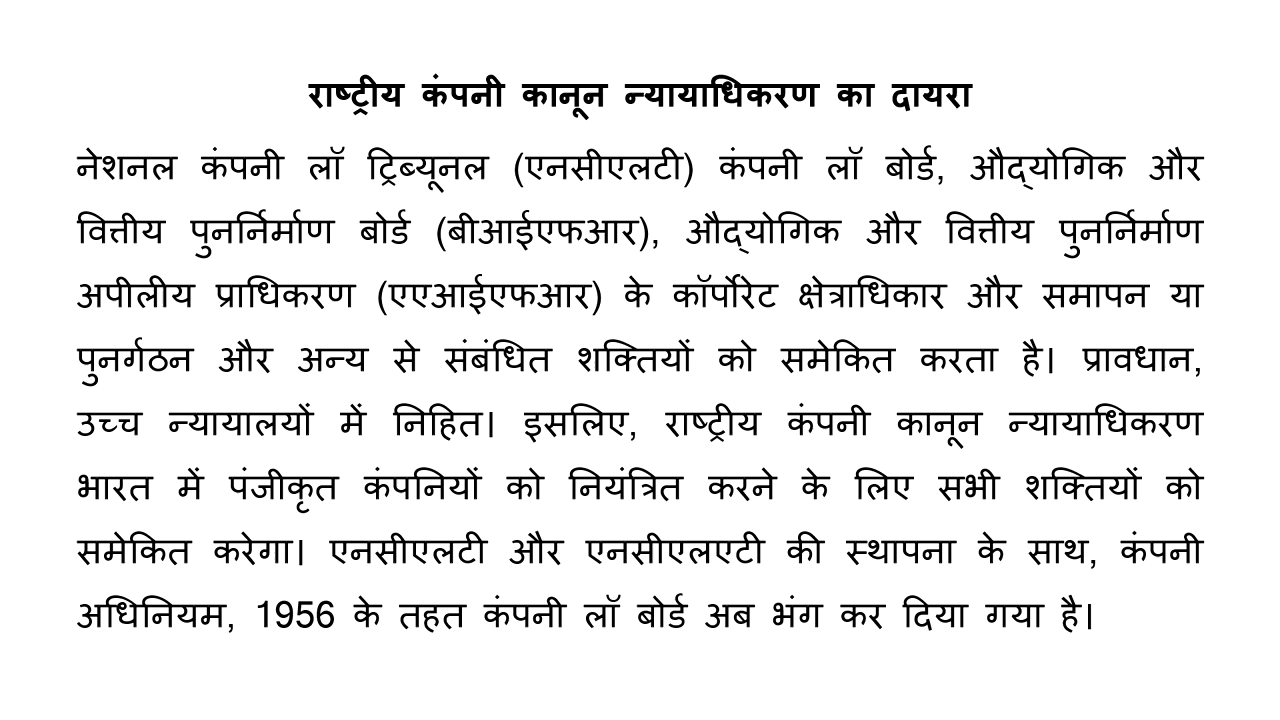 राष्ट्रीय कंपनी कानून न्यायाधिकरण का दायरा
नेशनल कंपनी लॉ ट्रिब्यूनल (एनसीएलटी) कंपनी लॉ बोर्ड, औद्योगिक और
वित्तीय पुनर्निर्माण बोर्ड (बीआईएफआर), औद्योगिक और वित्तीय पुनर्निर्माण
अपीलीय प्राधिकरण (एएआईएफआर) के कॉर्पोरेट क्षेत्राधिकार और समापन या
पुनर्गठन और अन्य से संबंधित शक्तियों को समेकित करता है। प्रावधान,
उच्च न्यायालयों में निहित। इसलिए, राष्ट्रीय कंपनी कानून न्यायाधिकरण
भारत में पंजीकृत कंपनियों को नियंत्रित करने के लिए सभी शक्तियों को
समेकित करेगा। एनसीएलटी और एनसीएलएटी की स्थापना के साथ, कंपनी
अधिनियम, 1956 के तहत कंपनी लॉ बोर्ड अब भंग कर दिया गया है।